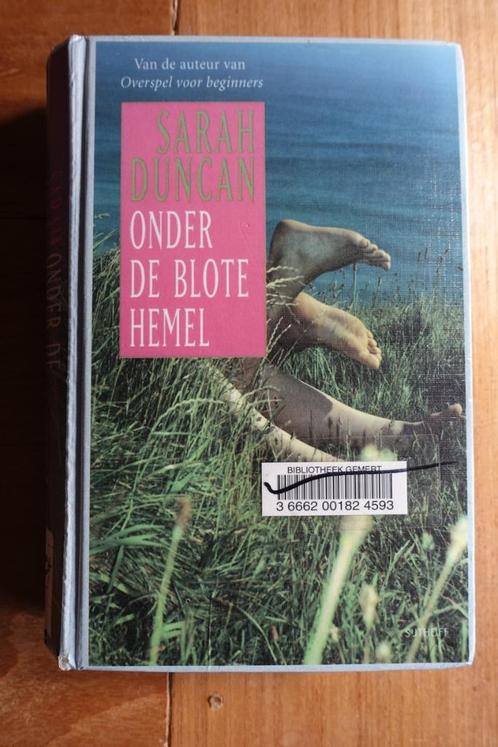 Van de auteur van
Overspel voor beginners
SARAH
DUNCAN
ONDER
DE BLOTE
HEMEL
BIBLIOTHEEK GEMERT
3 6662 00182 4593
SIJTHOFF